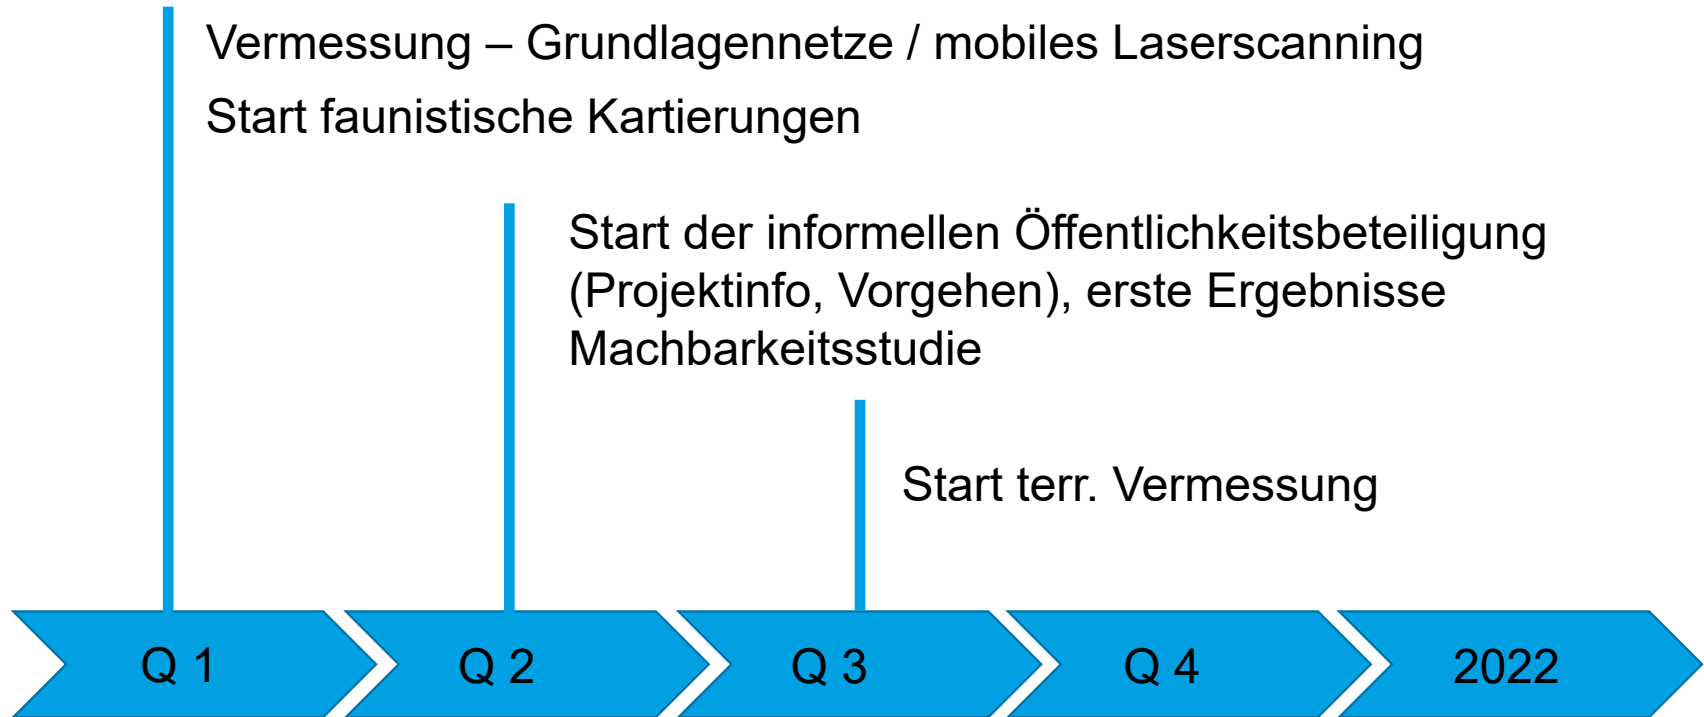 Vermessung – Grundlagennetze / mobiles Laserscanning
Start faunistische Kartierungen
Start der informellen Öffentlichkeitsbeteiligung
(Projektinfo, Vorgehen), erste Ergebnisse
Machbarkeitsstudie
Start terr. Vermessung
Q 1
Q 2
Q 3
Q 4
2022